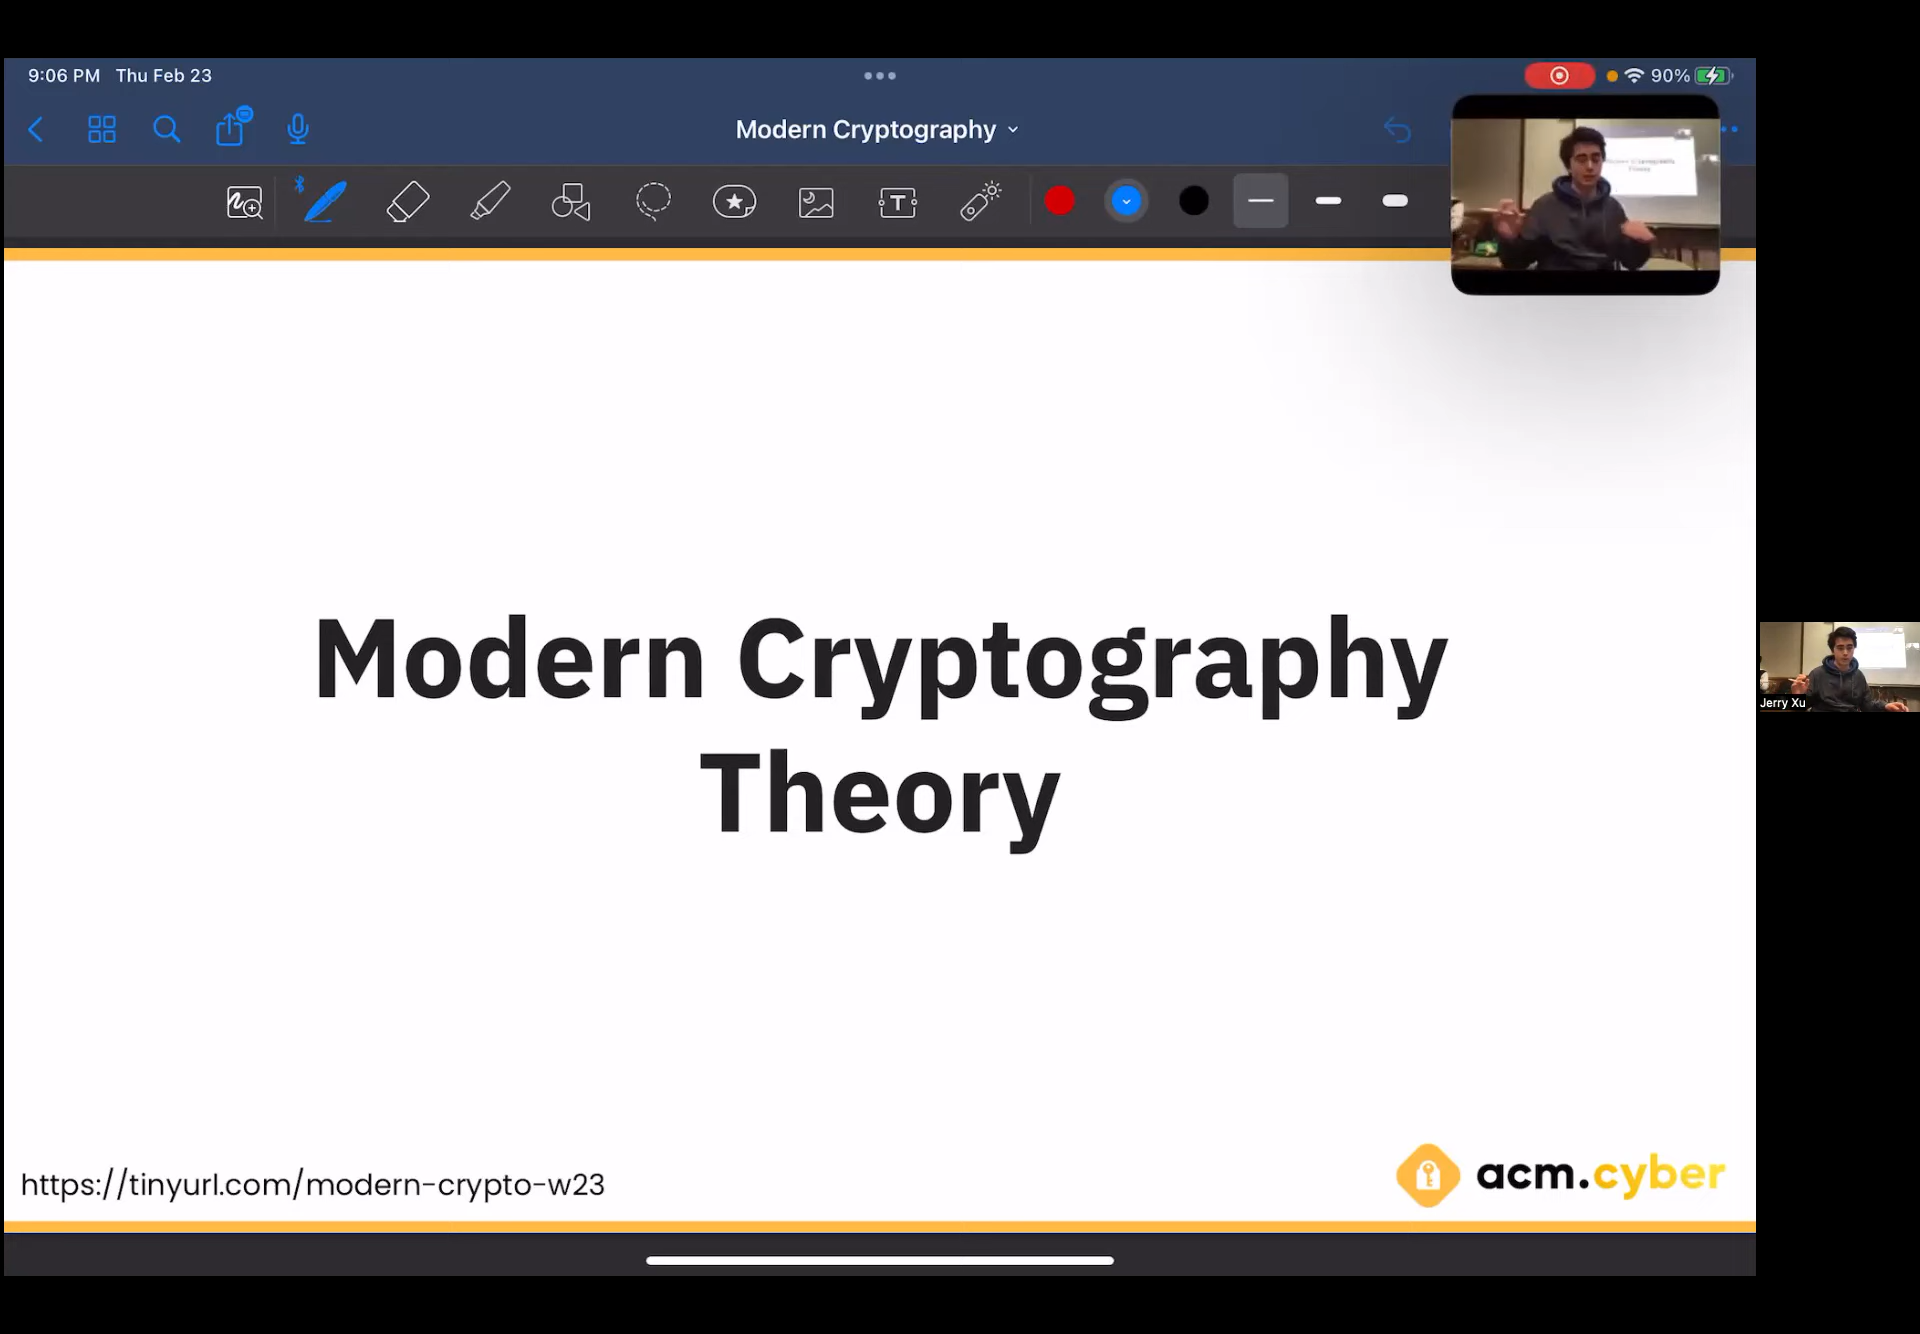 9:06 PM Thu Feb 23
90%
Modern Cryptography
T
Modern Cryptography
Theory
Jerry Xu
https://tinyurl.com/modern-crypto-w23
acm.cyber